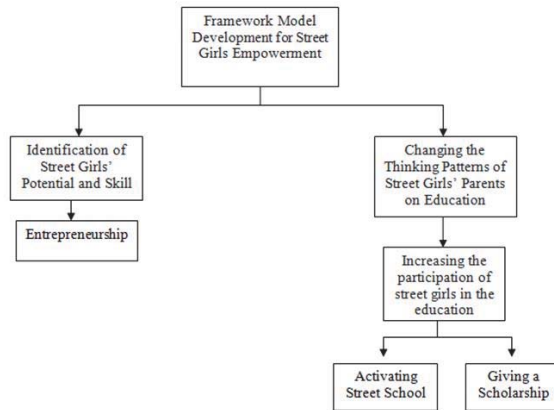 Framework Model
Development for Street
Girls Empowerment
Identification of
Street Girls'
Potential and Skill
Entrepreneurship
Changing the
Thinking Patterns of
Street Girls' Parents
on Education
Increasing the
participation of
street girls in the
education
Activating
Street School
Giving a
Scholarship